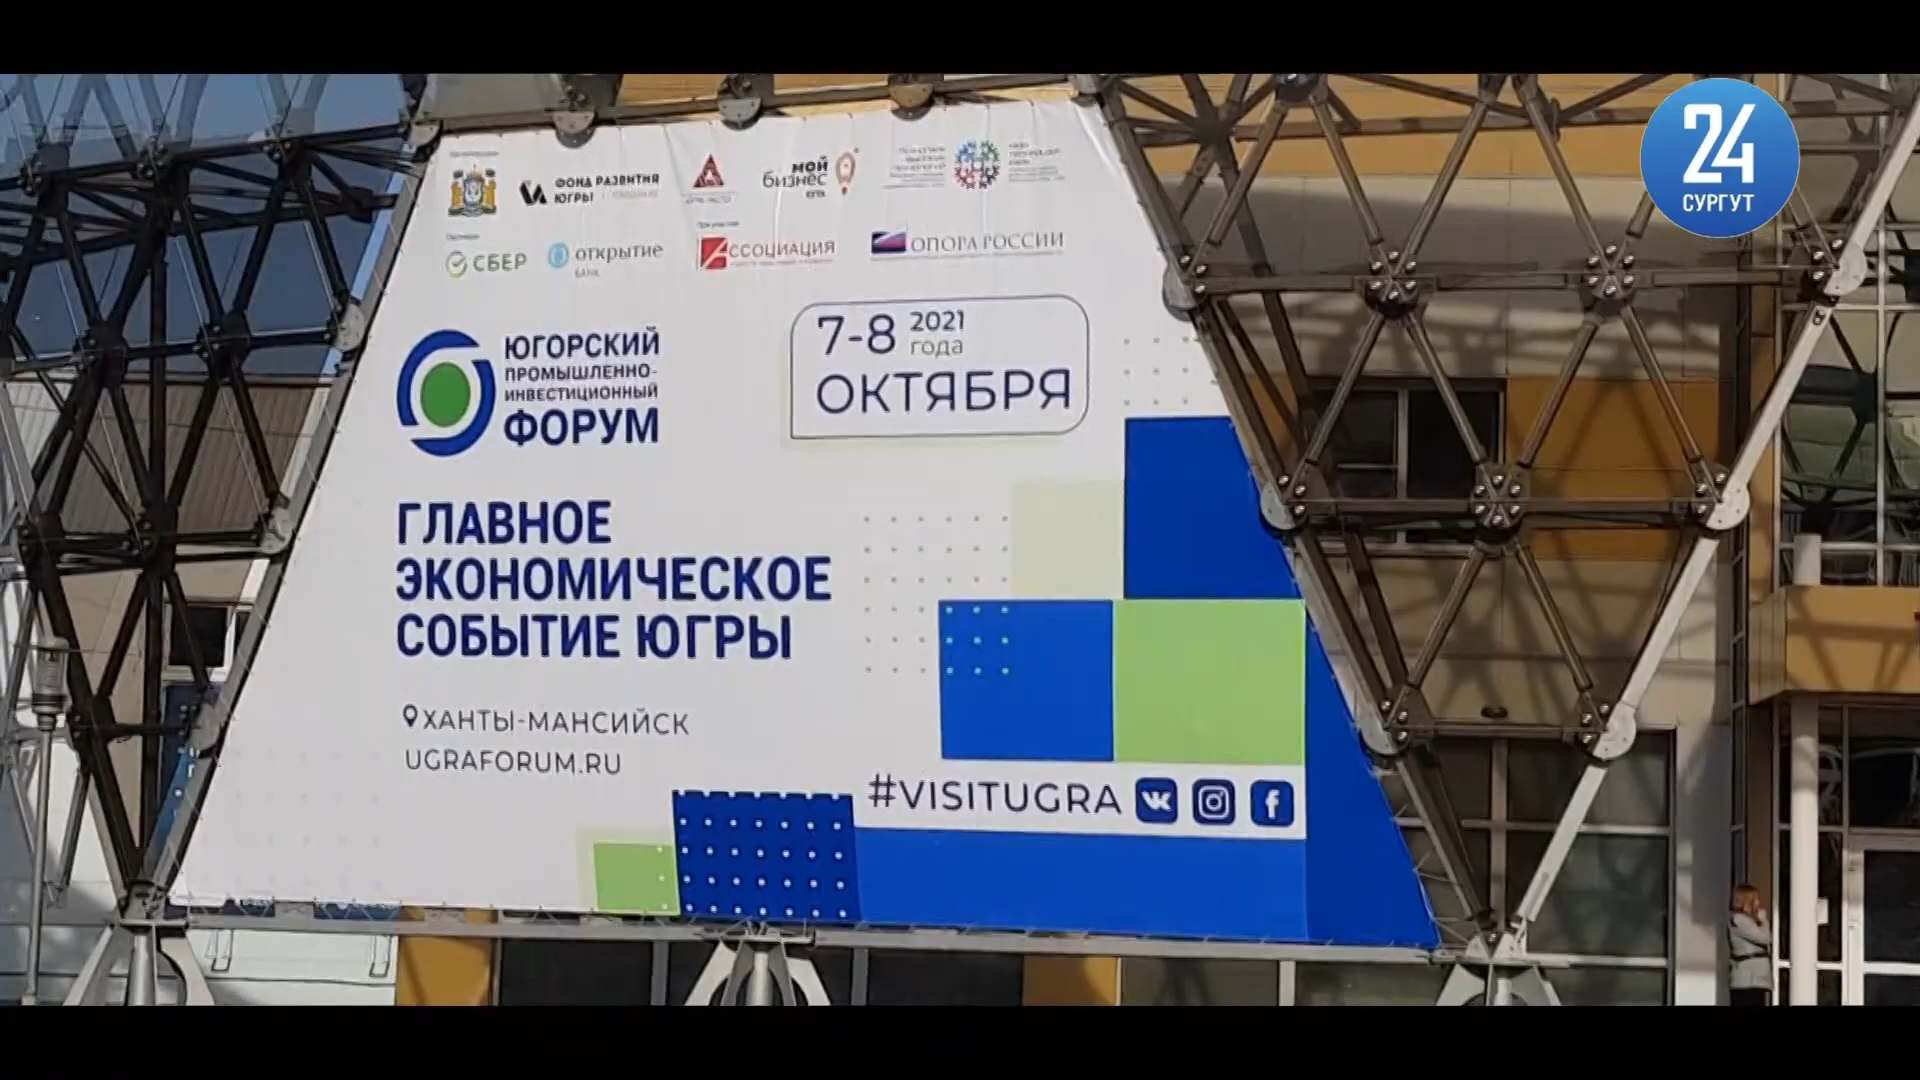 24
СУРГУТ
ФОНД РАЗВИТИЯ
ЮГРЫ
МОЙ
бизнес
СБЕР
открытие
БАНК
АССОЦИАЦИЯ
ОПОРА РОССИИ
ЮГОРСКИЙ
ПРОМЫШЛЕННО-
ИНВЕСТИЦИОННЫЙ
ФОРУМ
7-8 2021
года
ОКТЯБРЯ
ГЛАВНОЕ
ЭКОНОМИЧЕСКОЕ
СОБЫТИЕ ЮГРЫ
ХАНТЫ-МАНСИЙСК
UGRAFORUM.RU
#VISITUGRA